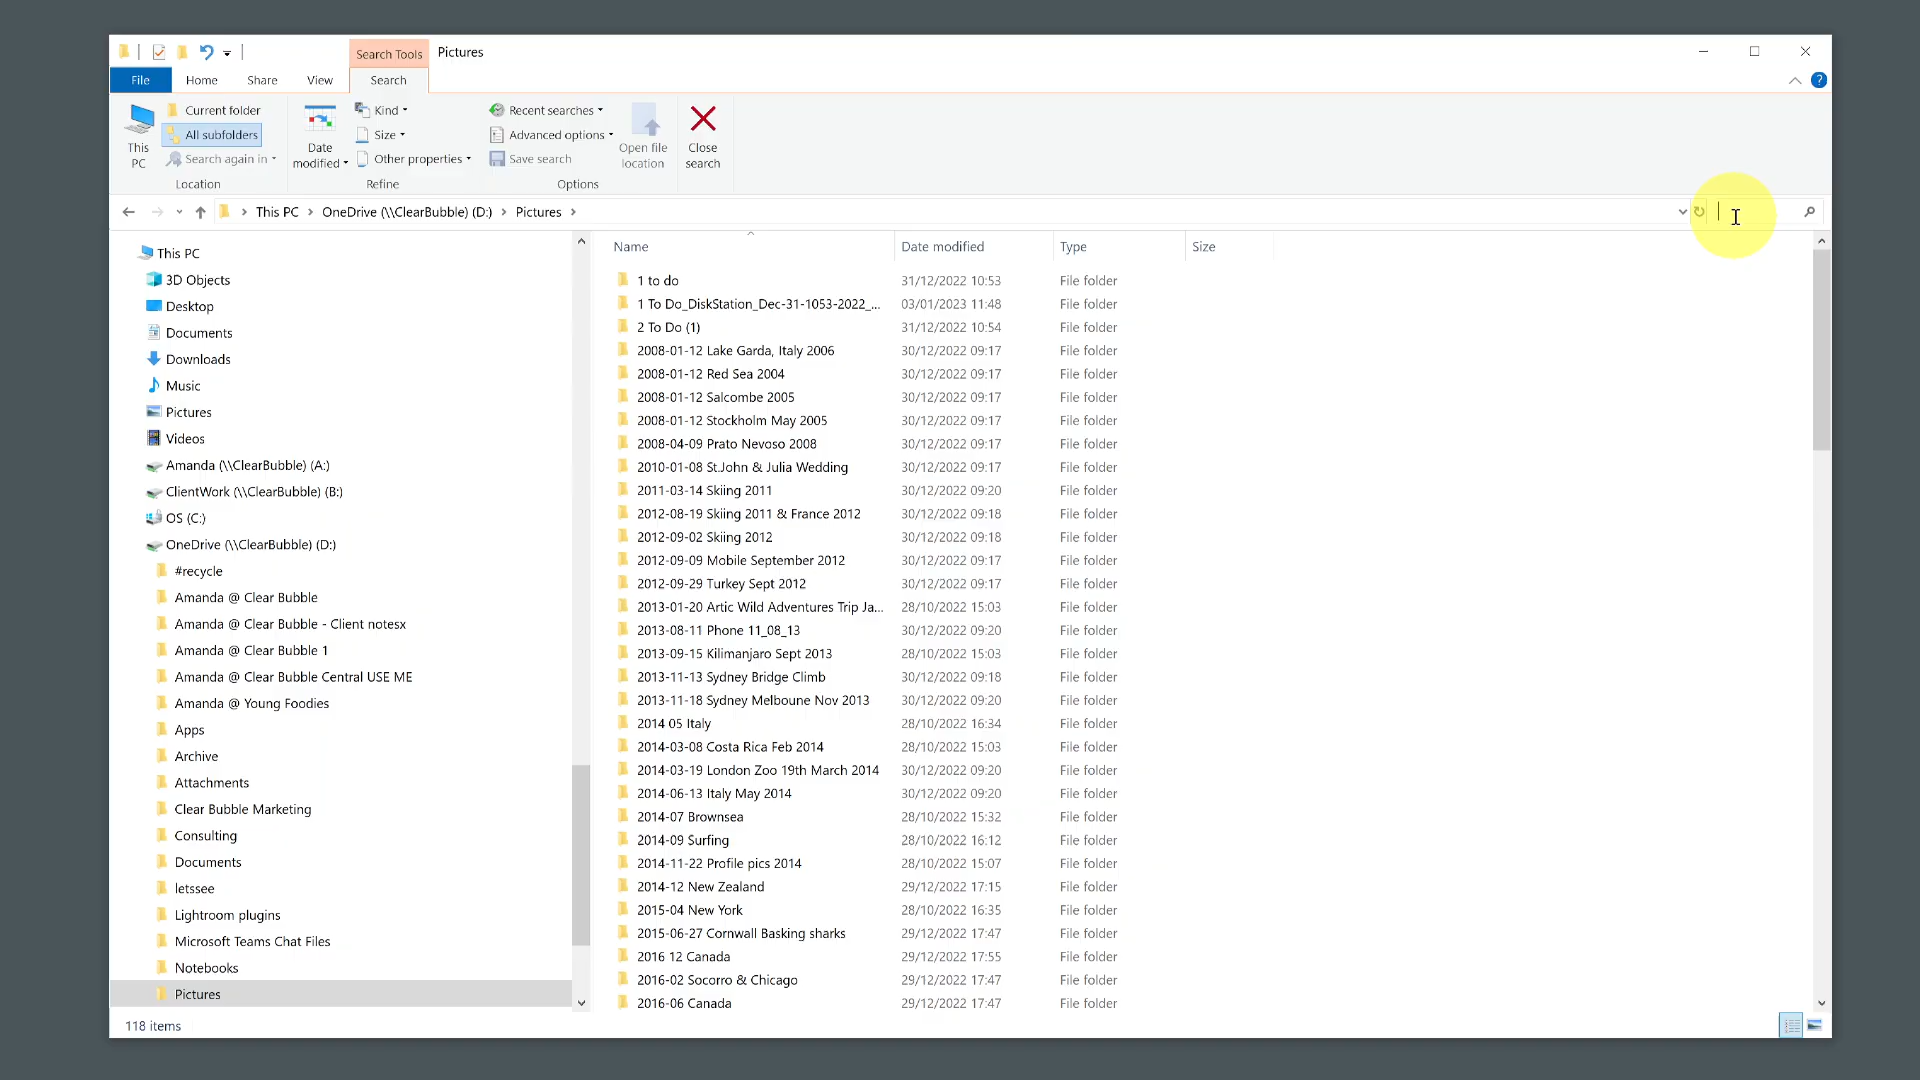 Search Tools Pictures
File Home Share View Search
This PC
Current folder
All subfolders
Search again in
Location
Date modified
Kind
Size
Other properties
Refine
Recent searches
Advanced options
Save search
Options
Open file location
Close search
This PC > OneDrive (\\ClearBubble) (D:) > Pictures >
This PC
3D Objects
Desktop
Documents
Downloads
Music
Pictures
Videos
Amanda (\\ClearBubble) (A:)
ClientWork (\\ClearBubble) (B:)
OS (C:)
OneDrive (\\ClearBubble) (D:)
#recycle
Amanda @ Clear Bubble
Amanda @ Clear Bubble - Client notesx
Amanda @ Clear Bubble 1
Amanda @ Clear Bubble Central USE ME
Amanda @ Young Foodies
Apps
Archive
Attachments
Clear Bubble Marketing
Consulting
Documents
letssee
Lightroom plugins
Microsoft Teams Chat Files
Notebooks
Pictures
Name Date modified Type Size
1 to do 31/12/2022 10:53 File folder
1 To Do_DiskStation_Dec-31-1053-2022_... 03/01/2023 11:48 File folder
2 To Do (1) 31/12/2022 10:54 File folder
2008-01-12 Lake Garda, Italy 2006 30/12/2022 09:17 File folder
2008-01-12 Red Sea 2004 30/12/2022 09:17 File folder
2008-01-12 Salcombe 2005 30/12/2022 09:17 File folder
2008-01-12 Stockholm May 2005 30/12/2022 09:17 File folder
2008-04-09 Prato Nevoso 2008 30/12/2022 09:17 File folder
2010-01-08 St.John & Julia Wedding 30/12/2022 09:17 File folder
2011-03-14 Skiing 2011 30/12/2022 09:20 File folder
2012-08-19 Skiing 2011 & France 2012 30/12/2022 09:18 File folder
2012-09-02 Skiing 2012 30/12/2022 09:18 File folder
2012-09-09 Mobile September 2012 30/12/2022 09:17 File folder
2012-09-29 Turkey Sept 2012 30/12/2022 09:17 File folder
2013-01-20 Artic Wild Adventures Trip Ja... 28/10/2022 15:03 File folder
2013-08-11 Phone 11_08_13 30/12/2022 09:20 File folder
2013-09-15 Kilimanjaro Sept 2013 28/10/2022 15:03 File folder
2013-11-13 Sydney Bridge Climb 30/12/2022 09:18 File folder
2013-11-18 Sydney Melboune Nov 2013 30/12/2022 09:20 File folder
2014 05 Italy 28/10/2022 16:34 File folder
2014-03-08 Costa Rica Feb 2014 28/10/2022 15:03 File folder
2014-03-19 London Zoo 19th March 2014 30/12/2022 09:20 File folder
2014-06-13 Italy May 2014 30/12/2022 09:20 File folder
2014-07 Brownsea 28/10/2022 15:32 File folder
2014-09 Surfing 28/10/2022 16:12 File folder
2014-11-22 Profile pics 2014 28/10/2022 15:07 File folder
2014-12 New Zealand 29/12/2022 17:15 File folder
2015-04 New York 28/10/2022 16:35 File folder
2015-06-27 Cornwall Basking sharks 29/12/2022 17:47 File folder
2016 12 Canada 29/12/2022 17:55 File folder
2016-02 Socorro & Chicago 29/12/2022 17:47 File folder
2016-06 Canada 29/12/2022 17:47 File folder
118 items